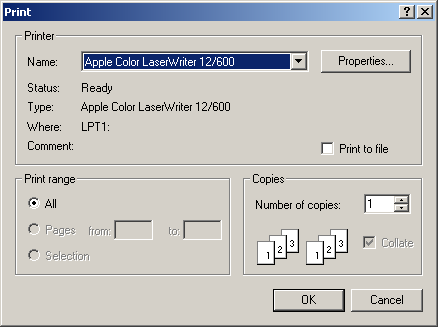 Print
Printer
Name: Apple Color LaserWriter 12/600 Properties...
Status: Ready
Type: Apple Color LaserWriter 12/600
Where: LPT1:
Comment: Print to file
Print range Copies
All Number of copies: 1
Pages from: to:
1 2 3 1 2 3 Collate
Selection
OK Cancel